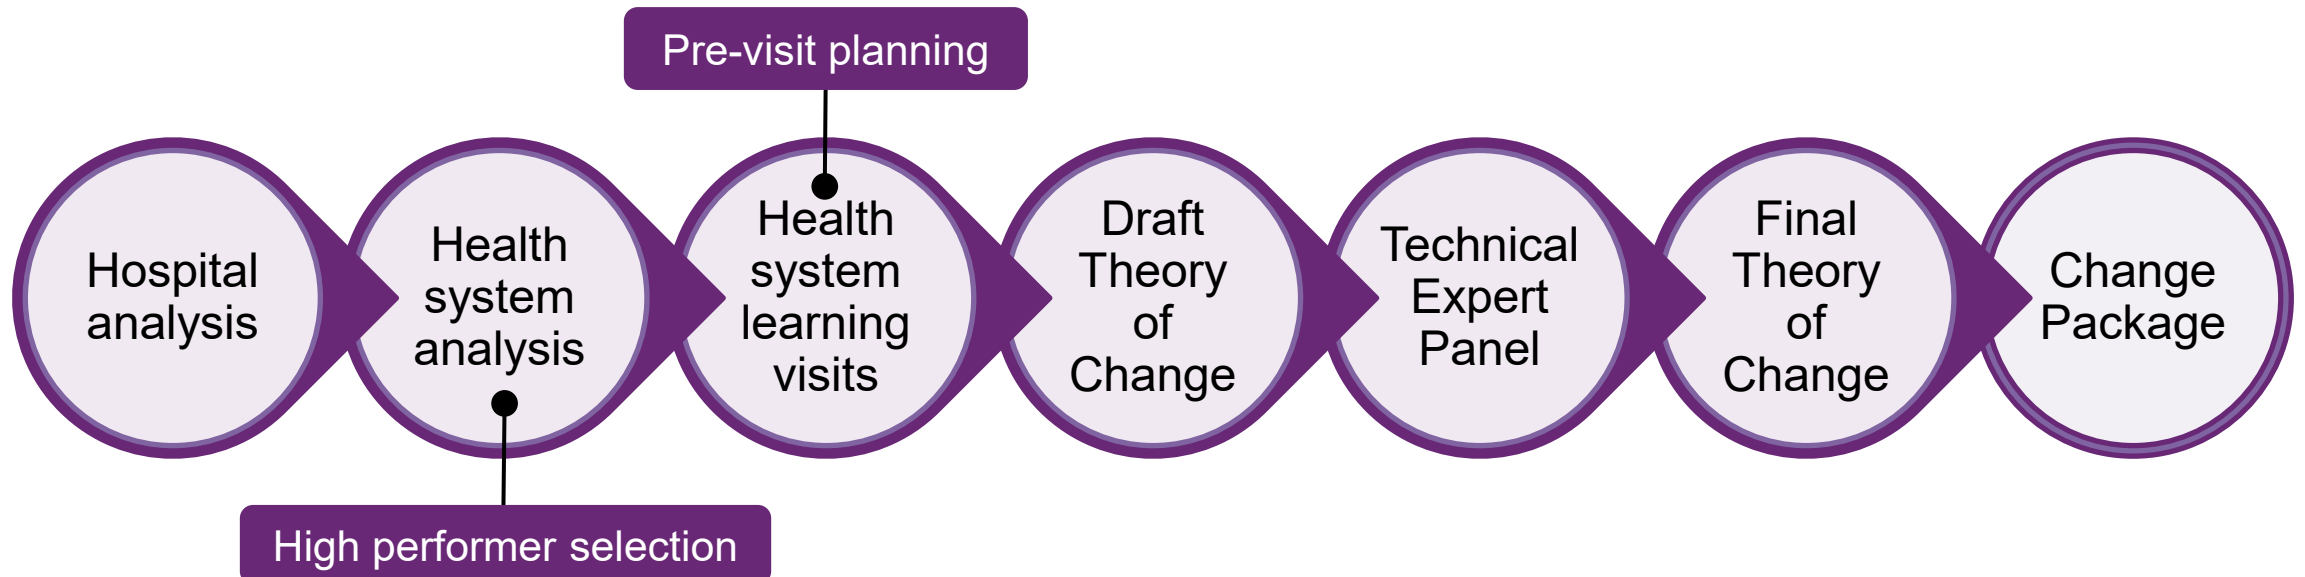 Pre-visit planning
Hospital
analysis
Health
system
analysis
Health
system
learning
visits
Draft
Theory
of
Change
Technical
Expert
Panel
Final
Theory
of
Change
Change
Package
High performer selection